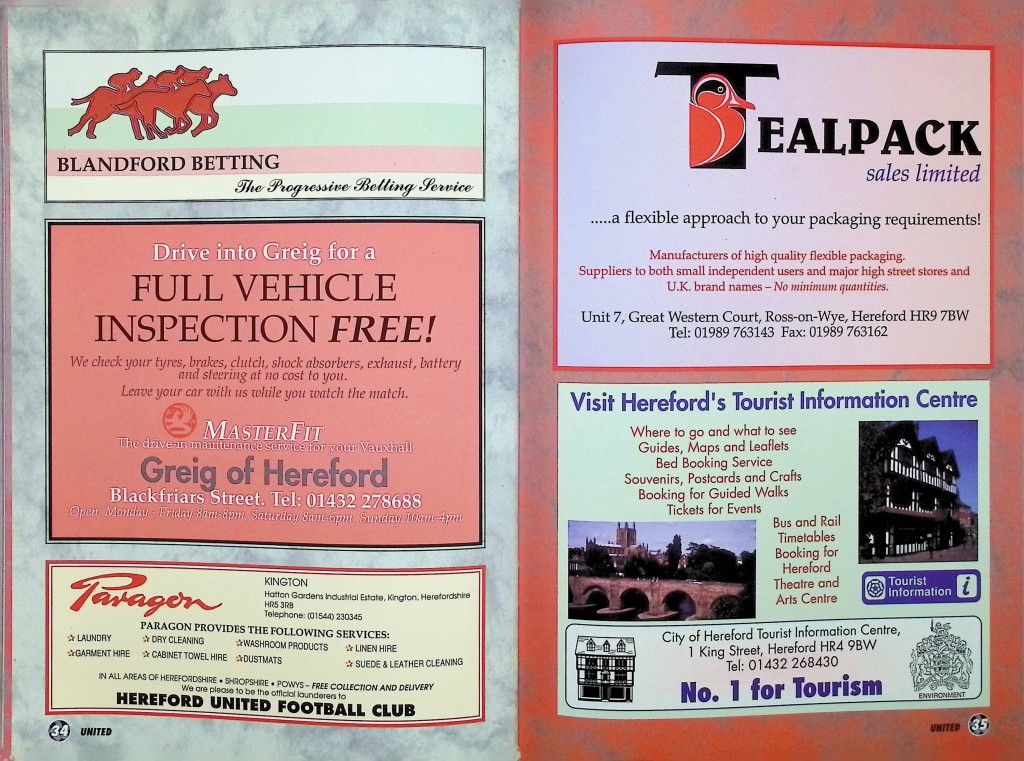 BLANDFORD BETTING
The Progressive Betting Service
Drive into Greig for a
FULL VEHICLE
INSPECTION FREE!
We check your tyres, brakes, clutch, shock absorbers, exhaust, battery
and steering at no cost to you.
Leave your car with us while you watch the match.
MASTERFIT
The drive-in maintenance service for your Vauxhall
Greig of Hereford
Blackfriars Street. Tel: 01432 278688
Open: Monday - Friday 8am-8pm, Saturday 8am-6pm, Sunday 10am-4pm
Paragon
KINGTON
Hatton Gardens Industrial Estate, Kington, Herefordshire
HR5 3RB
Telephone: (01544) 230345
PARAGON PROVIDES THE FOLLOWING SERVICES:
LAUNDRY DRY CLEANING WASHROOM PRODUCTS LINEN HIRE
GARMENT HIRE CABINET TOWEL HIRE DUSTMATS SUEDE & LEATHER CLEANING
IN ALL AREAS OF HEREFORDSHIRE • SHROPSHIRE • POWYS – FREE COLLECTION AND DELIVERY
We are please to be the official launderers to
HEREFORD UNITED FOOTBALL CLUB
34 UNITED
TEALPACK
sales limited
.....a flexible approach to your packaging requirements!
Manufacturers of high quality flexible packaging.
Suppliers to both small independent users and major high street stores and
U.K. brand names – No minimum quantities.
Unit 7, Great Western Court, Ross-on-Wye, Hereford HR9 7BW
Tel: 01989 763143 Fax: 01989 763162
Visit Hereford's Tourist Information Centre
Where to go and what to see
Guides, Maps and Leaflets
Bed Booking Service
Souvenirs, Postcards and Crafts
Booking for Guided Walks
Tickets for Events
Bus and Rail
Timetables
Booking for
Hereford
Theatre and
Arts Centre
Tourist
Information i
City of Hereford Tourist Information Centre,
1 King Street, Hereford HR4 9BW
Tel: 01432 268430
No. 1 for Tourism
ENVIRONMENT
UNITED 35